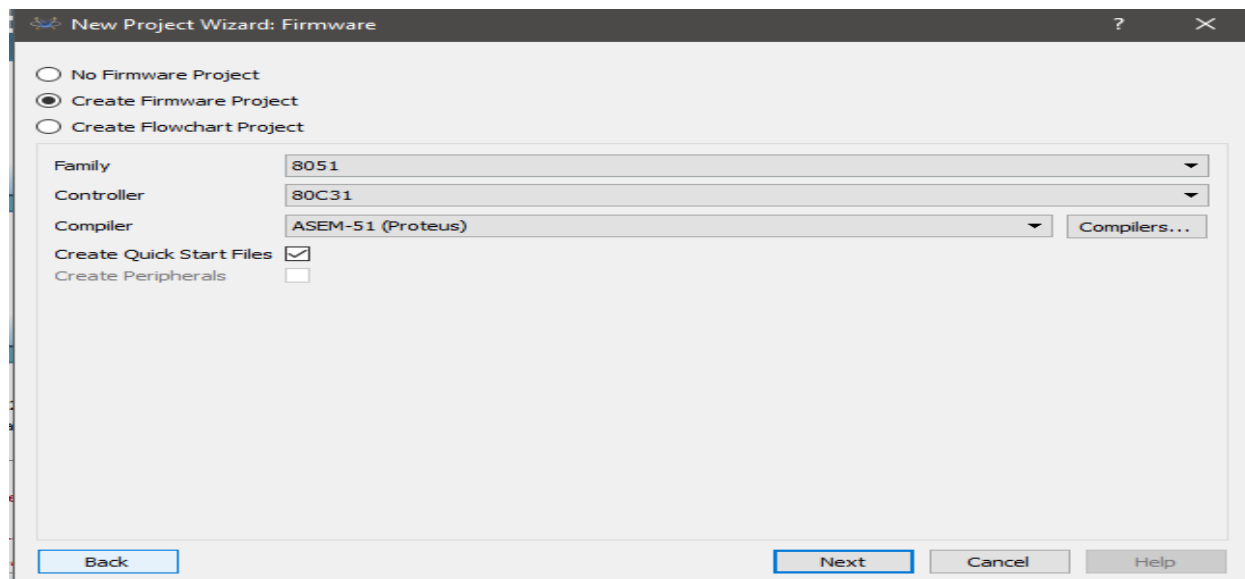 New Project Wizard: Firmware ? ×
No Firmware Project
Create Firmware Project
Create Flowchart Project
Family 8051
Controller 80C31
Compiler ASEM-51 (Proteus) Compilers...
Create Quick Start Files
Create Peripherals
Back Next Cancel Help